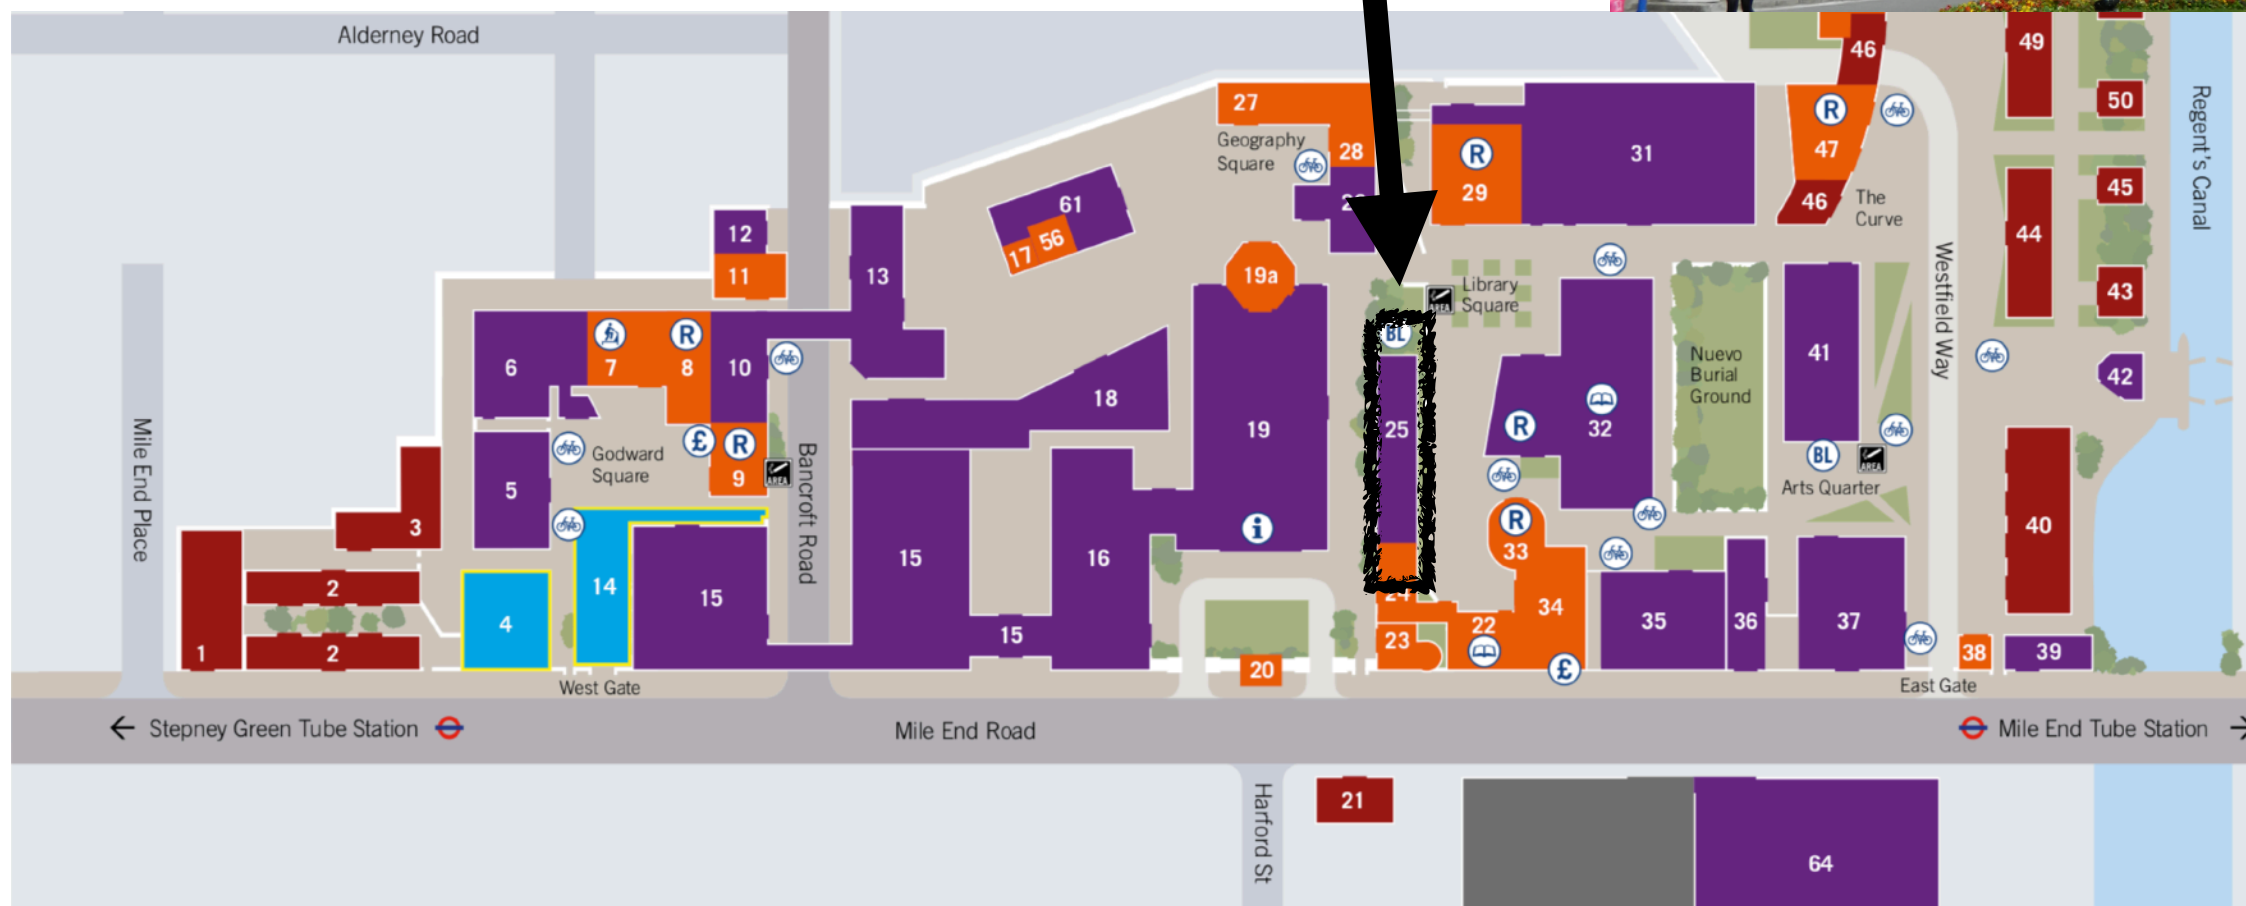 Alderney Road
46
49
50
Regent's Canal
27
Geography
Square
28
R
29
31
R
47
46
The
Curve
45
44
43
42
61
56
17
12
11
13
19a
Library
Square
AREA
BL
6
7
R
8
10
18
19
25
R
32
Nuevo
Burial
Ground
41
Westfield Way
BL
AREA
Arts Quarter
Mile End Place
3
5
Godward
Square
£
R
9
AREA
Bancroft Road
15
16
i
R
33
34
40
1
2
2
4
14
15
15
20
24
23
22
£
35
36
37
38
39
West Gate
East Gate
← Stepney Green Tube Station
Mile End Road
Mile End Tube Station →
Harford St
21
64